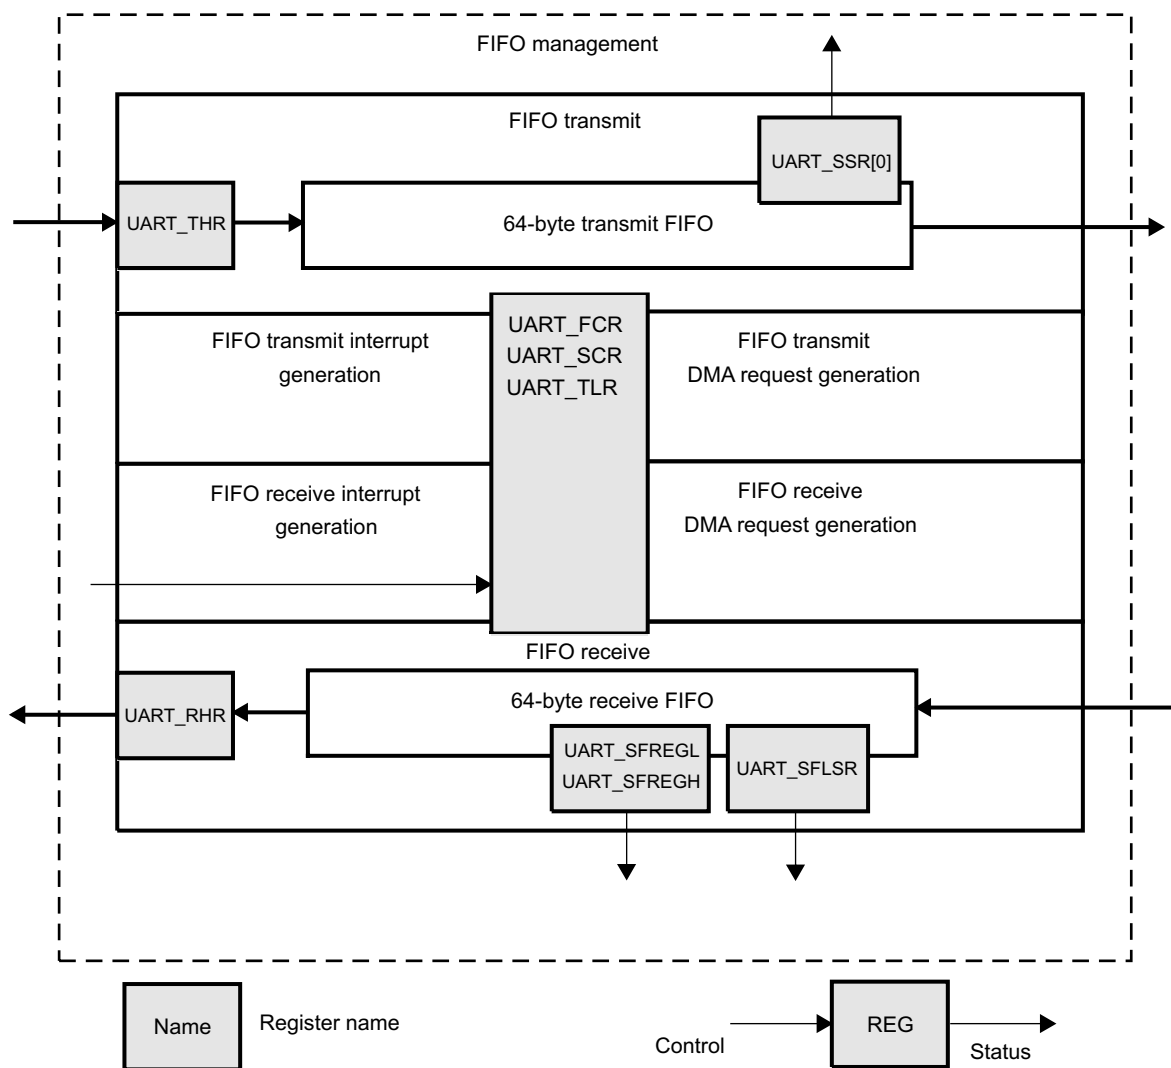 FIFO management
FIFO transmit
UART_SSR[0]
UART_THR
64-byte transmit FIFO
UART_FCR
UART_SCR
UART_TLR
FIFO transmit interrupt
generation
FIFO transmit
DMA request generation
FIFO receive interrupt
generation
FIFO receive
DMA request generation
FIFO receive
64-byte receive FIFO
UART_RHR
UART_SFREGL
UART_SFREGH
UART_SFLSR
Name
Register name
Control
REG
Status